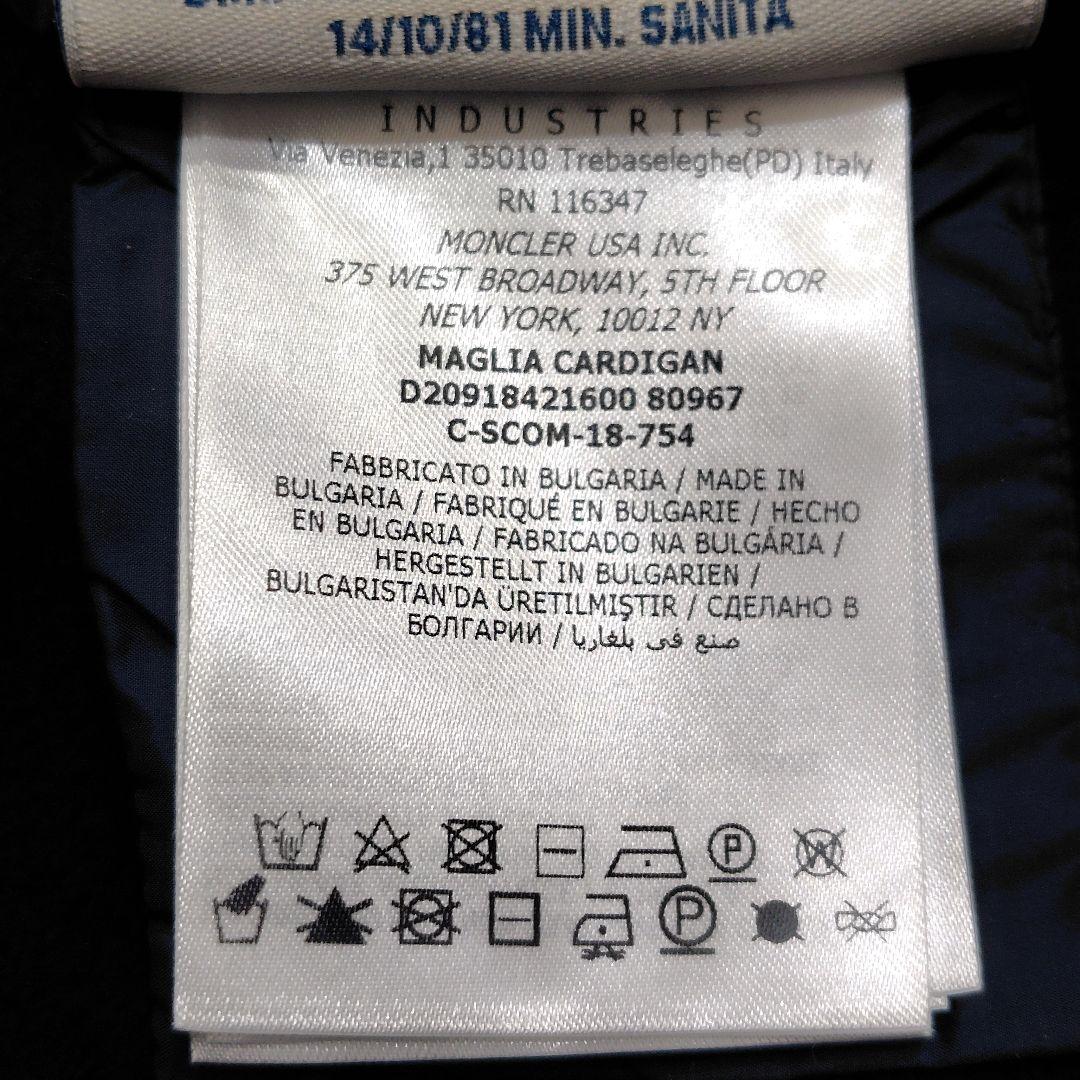 14/10/81 MIN. SANITÀ
INDUSTRIES
Via Venezia,1 35010 Trebaseleghe(PD) Italy
RN 116347
MONCLER USA INC.
375 WEST BROADWAY, 5TH FLOOR
NEW YORK, 10012 NY
MAGLIA CARDIGAN
D20918421600 80967
C-SCOM-18-754
FABBRICATO IN BULGARIA / MADE IN
BULGARIA / FABRIQUÉ EN BULGARIE / HECHO
EN BULGARIA / FABRICADO NA BULGÁRIA /
HERGESTELLT IN BULGARIEN /
BULGARISTAN'DA ÜRETILMIŞTIR / СДЕЛАНО В
БОЛГАРИИ / صنع في بلغاريا
P W
P